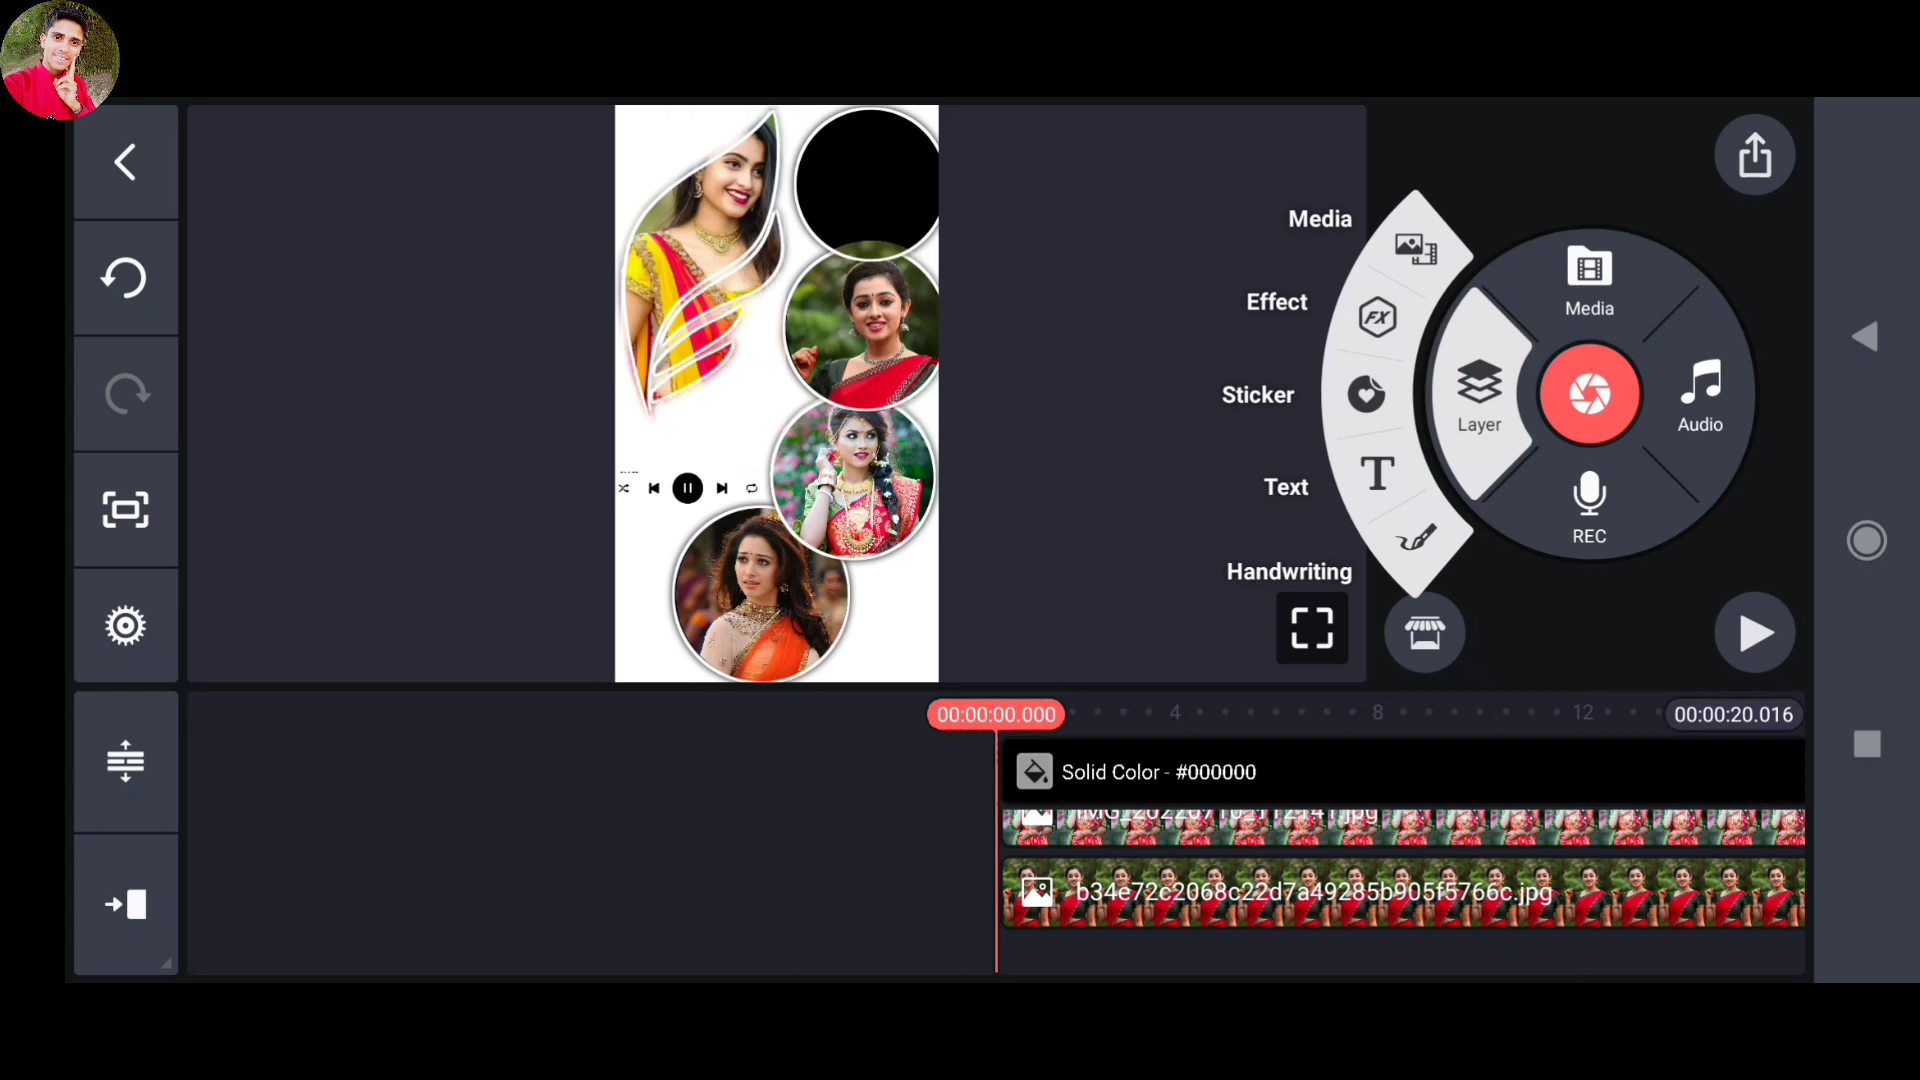 Media
Effect
Sticker
Text
Handwriting
Media
Layer
Audio
REC
FX
T
00:00:00.000
4
8
12
00:00:20.016
Solid Color - #000000
b34e72c2068c22d7a49285b905f5766c.jpg